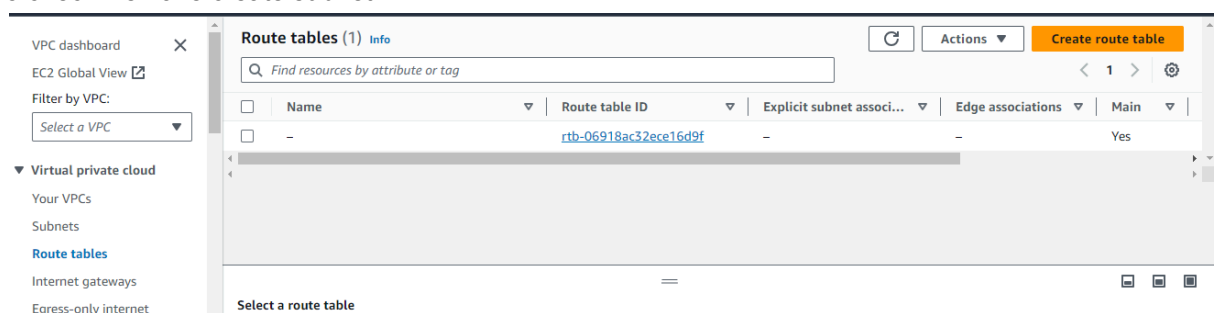 VPC dashboard
EC2 Global View
Filter by VPC:
Select a VPC
Virtual private cloud
Your VPCs
Subnets
Route tables
Internet gateways
Egress-only internet
Route tables (1) Info
Actions
Create route table
Find resources by attribute or tag
1
Name Route table ID Explicit subnet associ... Edge associations Main
– rtb-06918ac32ece16d9f – – Yes
Select a route table